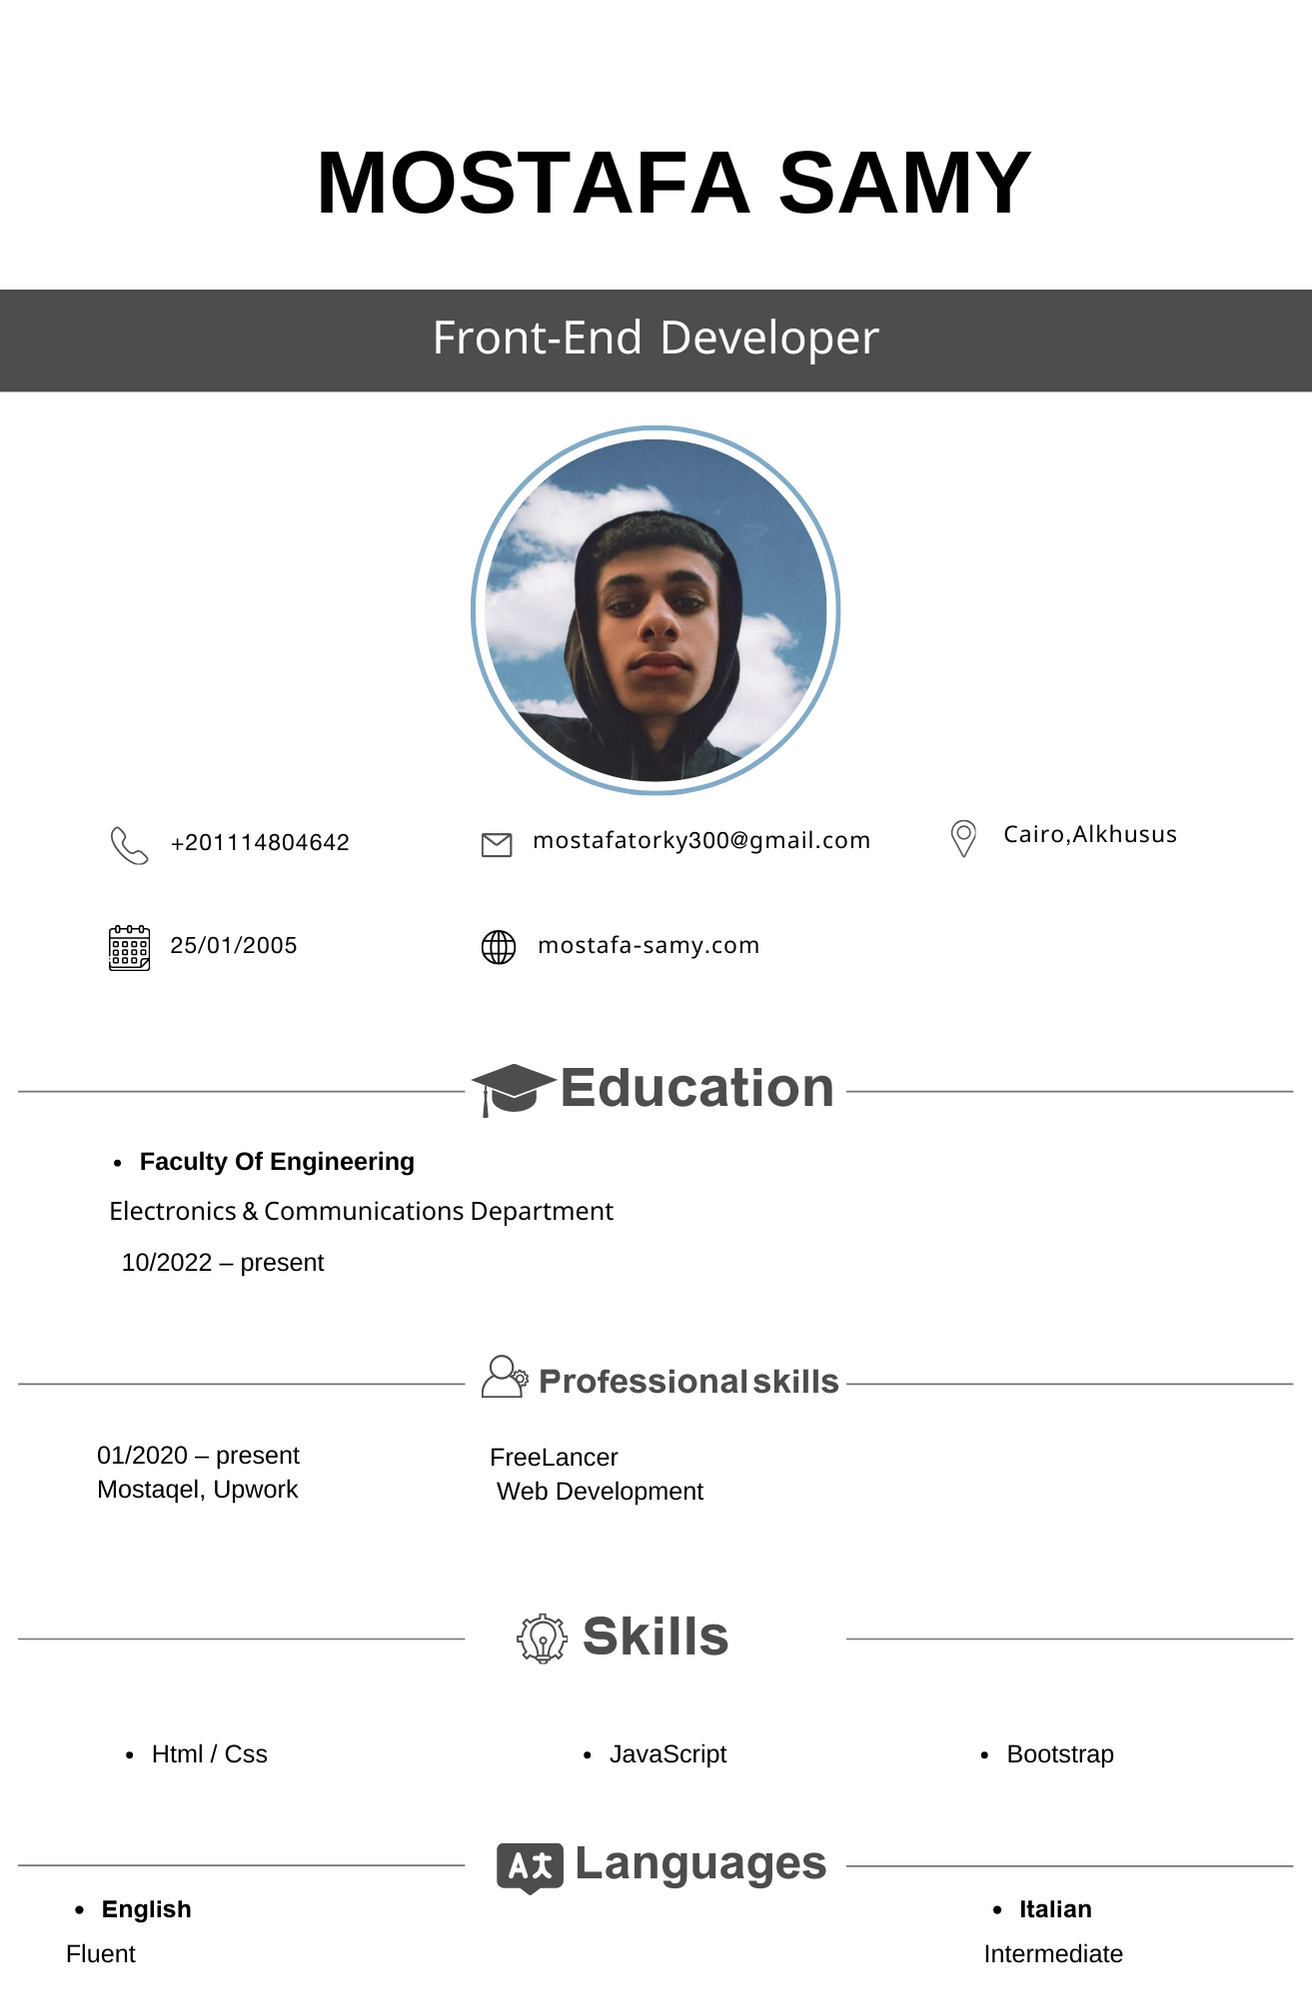 MOSTAFA SAMY
Front-End Developer
+201114804642
mostafatorky300@gmail.com
Cairo,Alkhusus
25/01/2005
mostafa-samy.com
Education
• Faculty Of Engineering
Electronics & Communications Department
10/2022 – present
Professional skills
01/2020 – present
FreeLancer
Mostaqel, Upwork
Web Development
Skills
• Html / Css
• JavaScript
• Bootstrap
Languages
• English
• Italian
Fluent
Intermediate